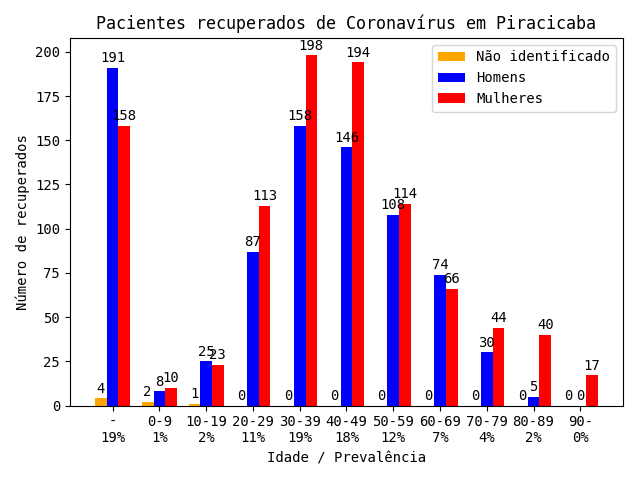 Pacientes recuperados de Coronavírus em Piracicaba
Número de recuperados
200
175
150
125
100
75
50
25
0
Não identificado
Homens
Mulheres
4 191 158
2 8 10
1 25 23
0 87 113
0 158 198
0 146 194
0 108 114
0 74 66
0 30 44
0 5 40
0 0 17
- 0-9 10-19 20-29 30-39 40-49 50-59 60-69 70-79 80-89 90-
19% 1% 2% 11% 19% 18% 12% 7% 4% 2% 0%
Idade / Prevalência